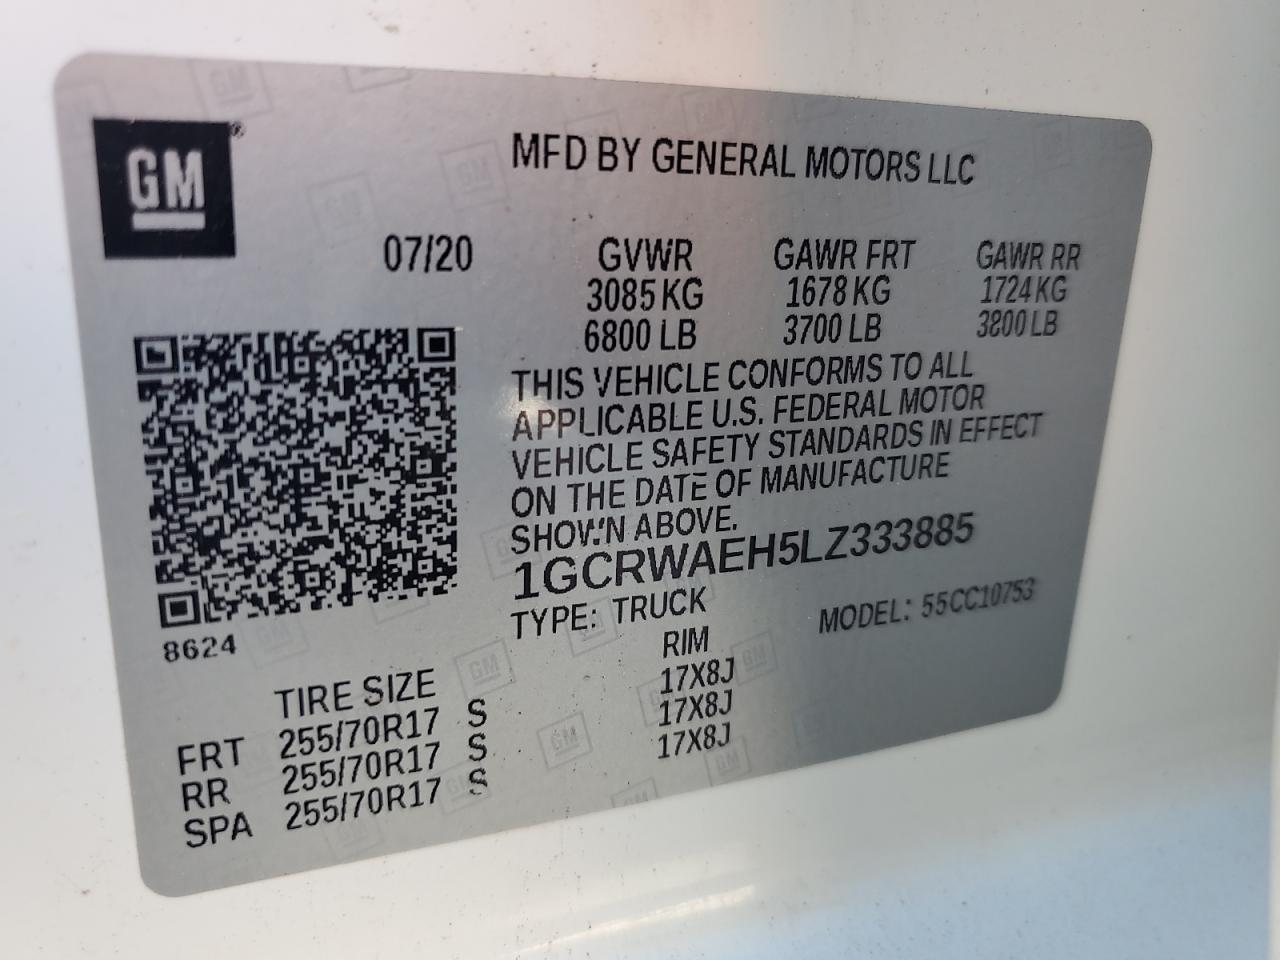 GM®
MFD BY GENERAL MOTORS LLC
07/20 GVWR GAWR FRT GAWR RR
3085 KG 1678 KG 1724 KG
6800 LB 3700 LB 3800 LB
THIS VEHICLE CONFORMS TO ALL
APPLICABLE U.S. FEDERAL MOTOR
VEHICLE SAFETY STANDARDS IN EFFECT
ON THE DATE OF MANUFACTURE
SHOWN ABOVE.
1GCRWAEH5LZ333885
TYPE: TRUCK MODEL: 55CC10753
8624
TIRE SIZE RIM
FRT 255/70R17 S 17X8J
RR 255/70R17 S 17X8J
SPA 255/70R17 S 17X8J